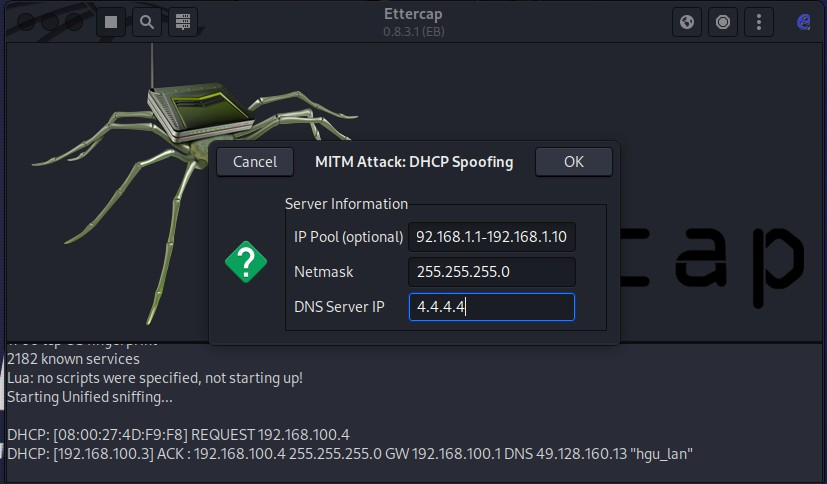 Ettercap
0.8.3.1 (EB)
Cancel
MITM Attack: DHCP Spoofing
OK
Server Information
IP Pool (optional) 92.168.1.1-192.168.1.10
Netmask 255.255.255.0
DNS Server IP 4.4.4.4
cap
2182 known services
Lua: no scripts were specified, not starting up!
Starting Unified sniffing...
DHCP: [08:00:27:4D:F9:F8] REQUEST 192.168.100.4
DHCP: [192.168.100.3] ACK : 192.168.100.4 255.255.255.0 GW 192.168.100.1 DNS 49.128.160.13 "hgu_lan"